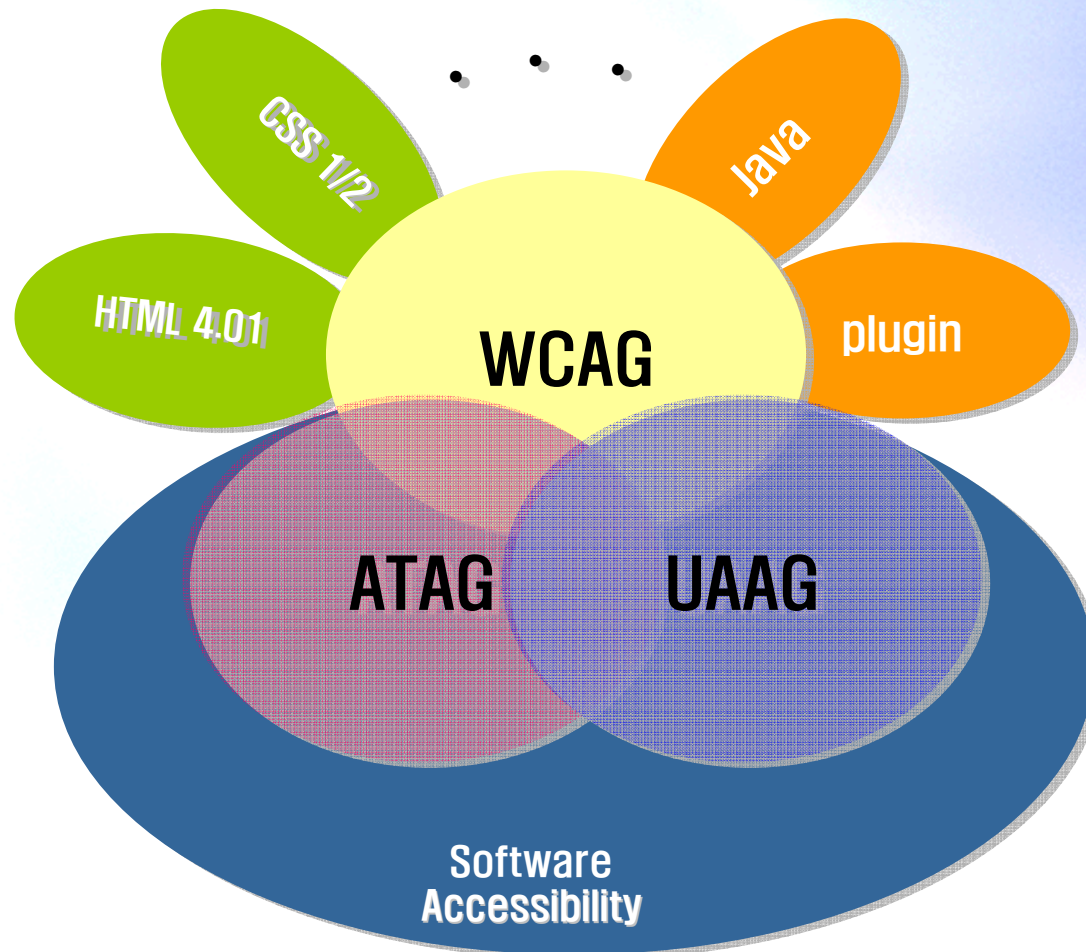 CSS 1/2
Java
HTML 4.01
plugin
WCAG
ATAG
UAAG
Software
Accessibility